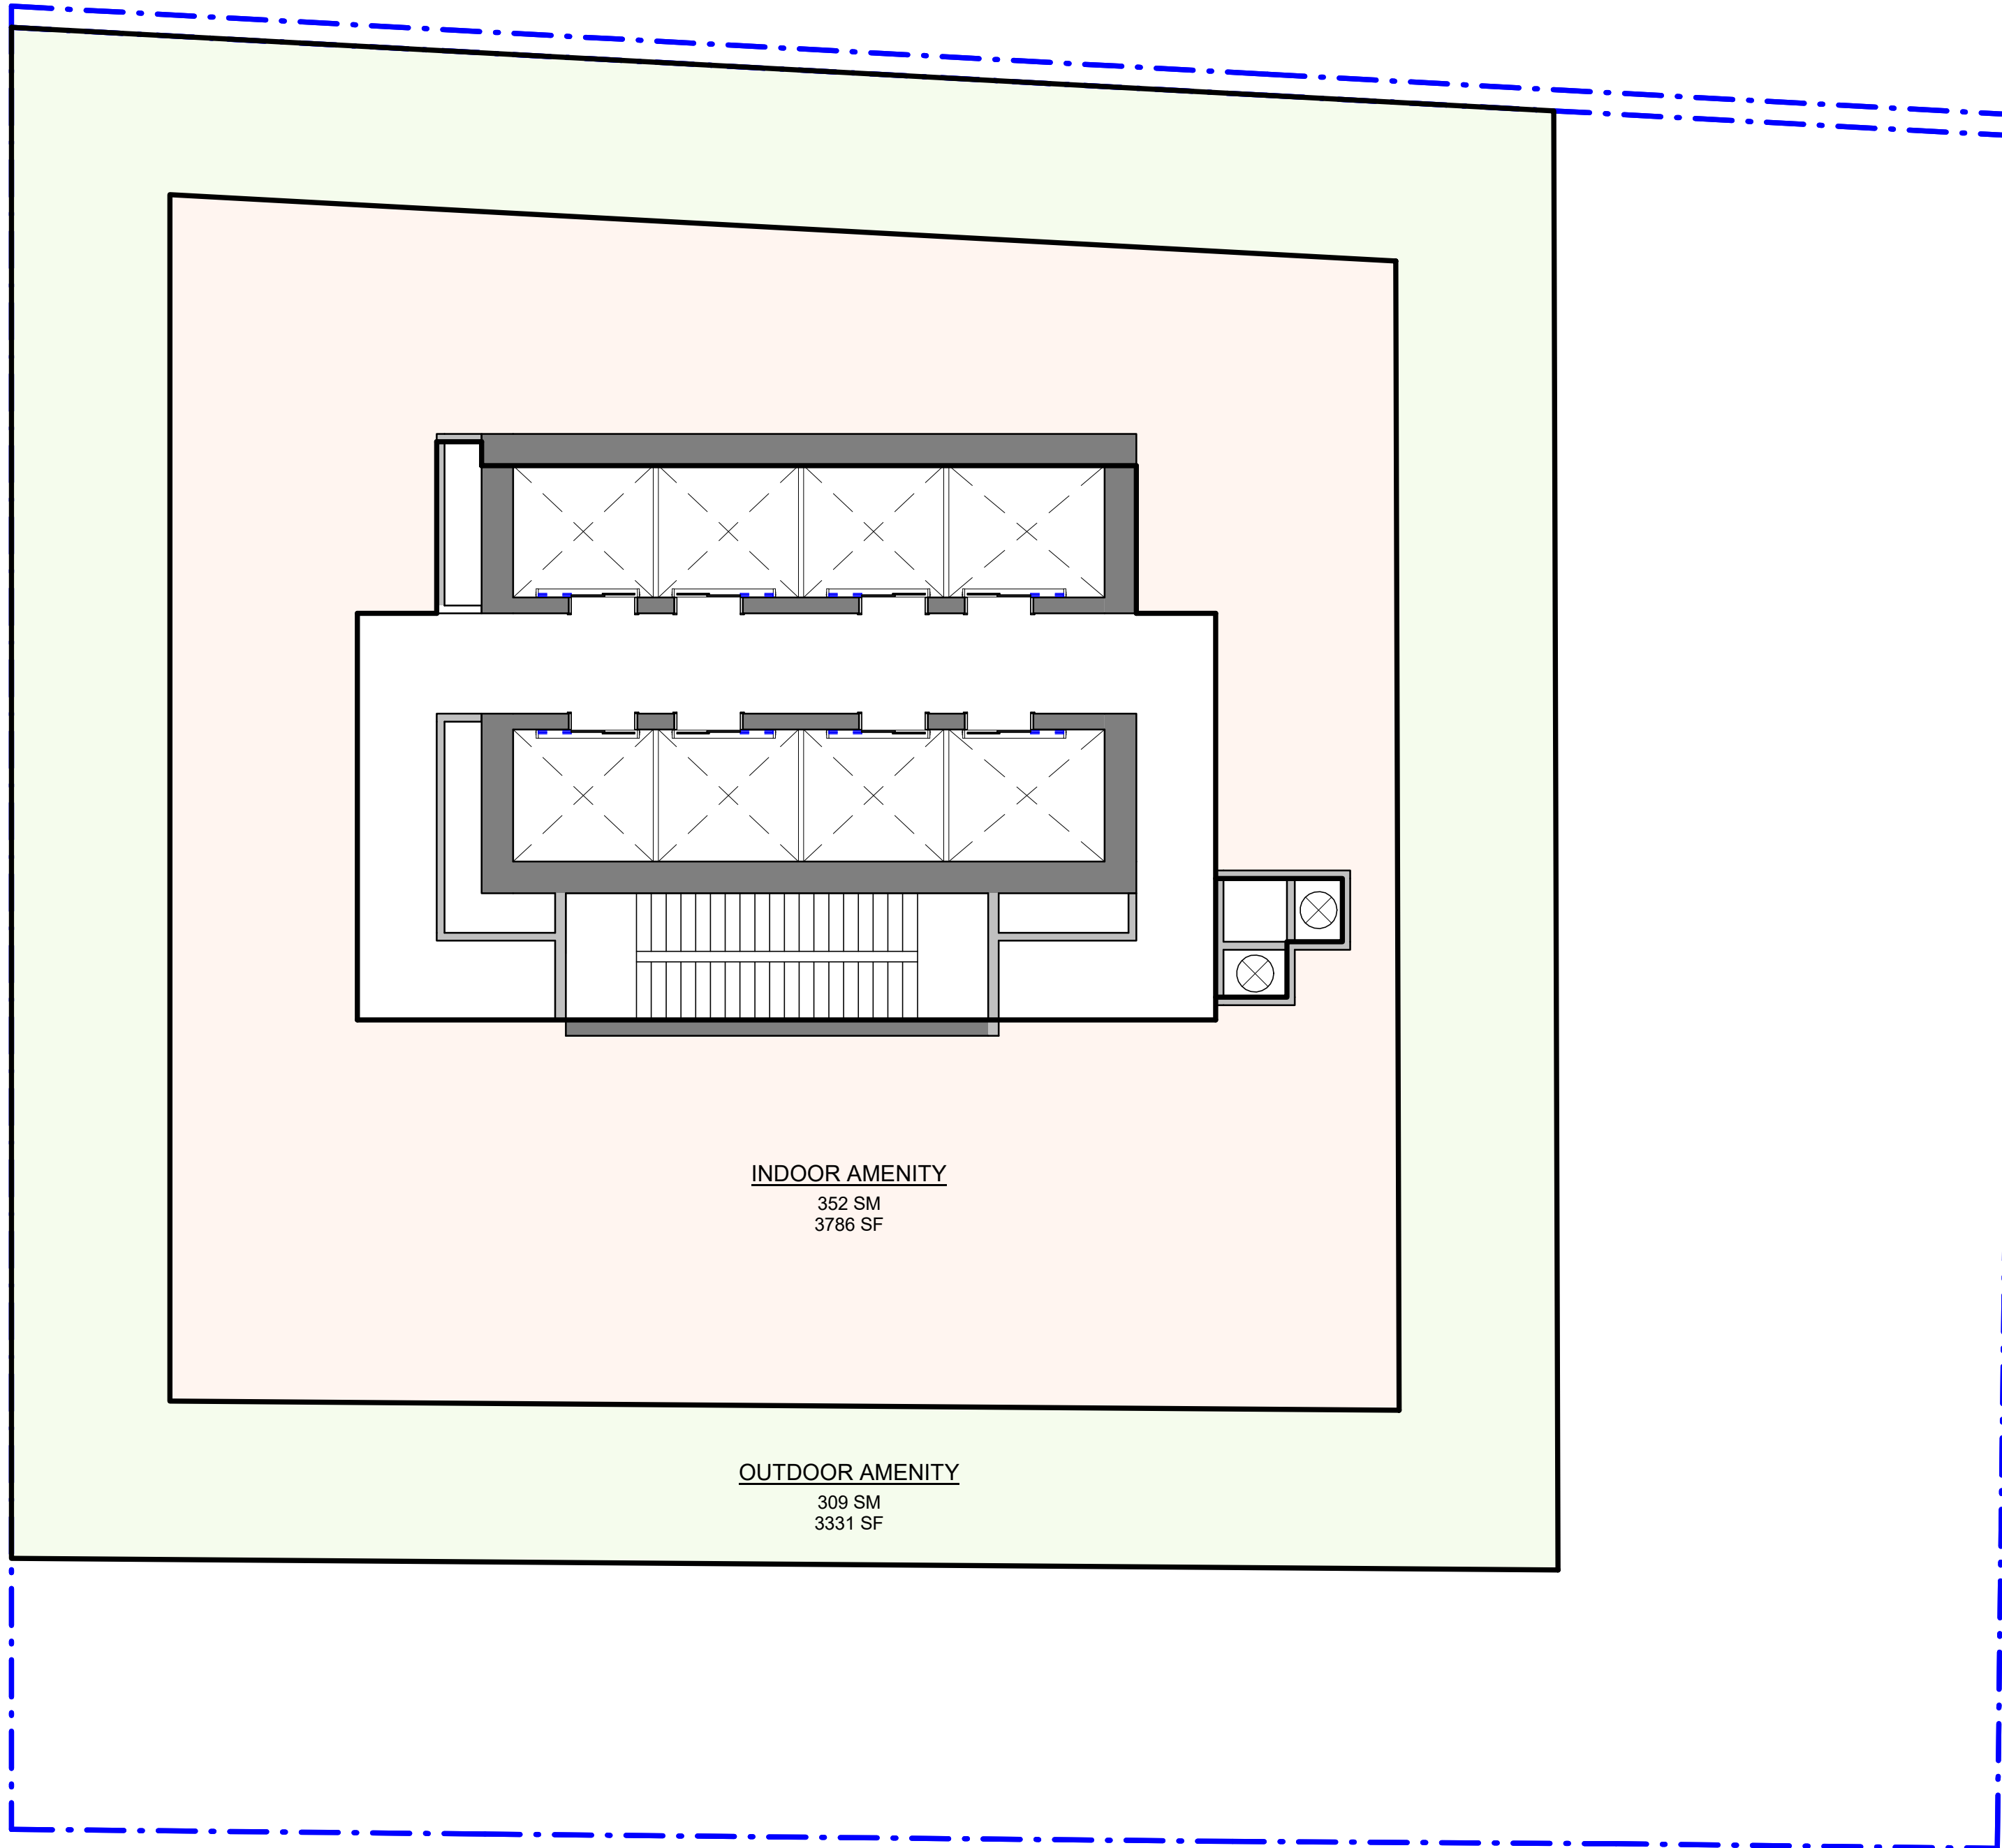 INDOOR AMENITY
352 SM
3786 SF
OUTDOOR AMENITY
309 SM
3331 SF